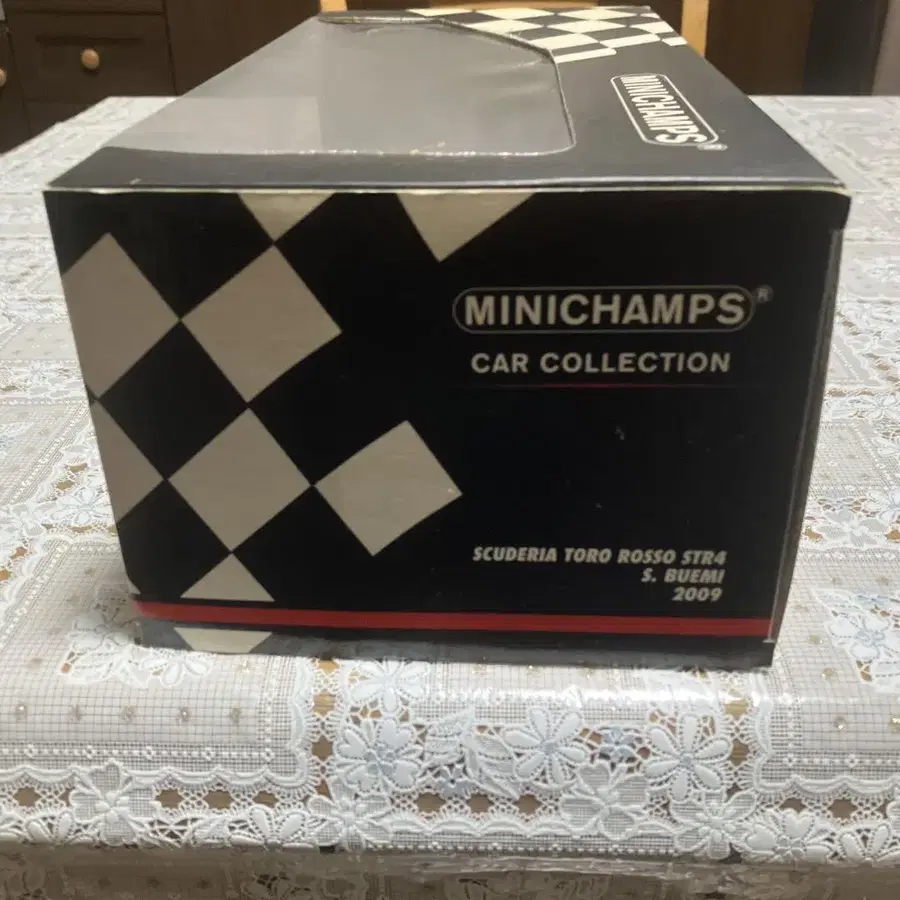 MINICHAMPS®
MINICHAMPS®
CAR COLLECTION
SCUDERIA TORO ROSSO STR4
S. BUEMI
2009